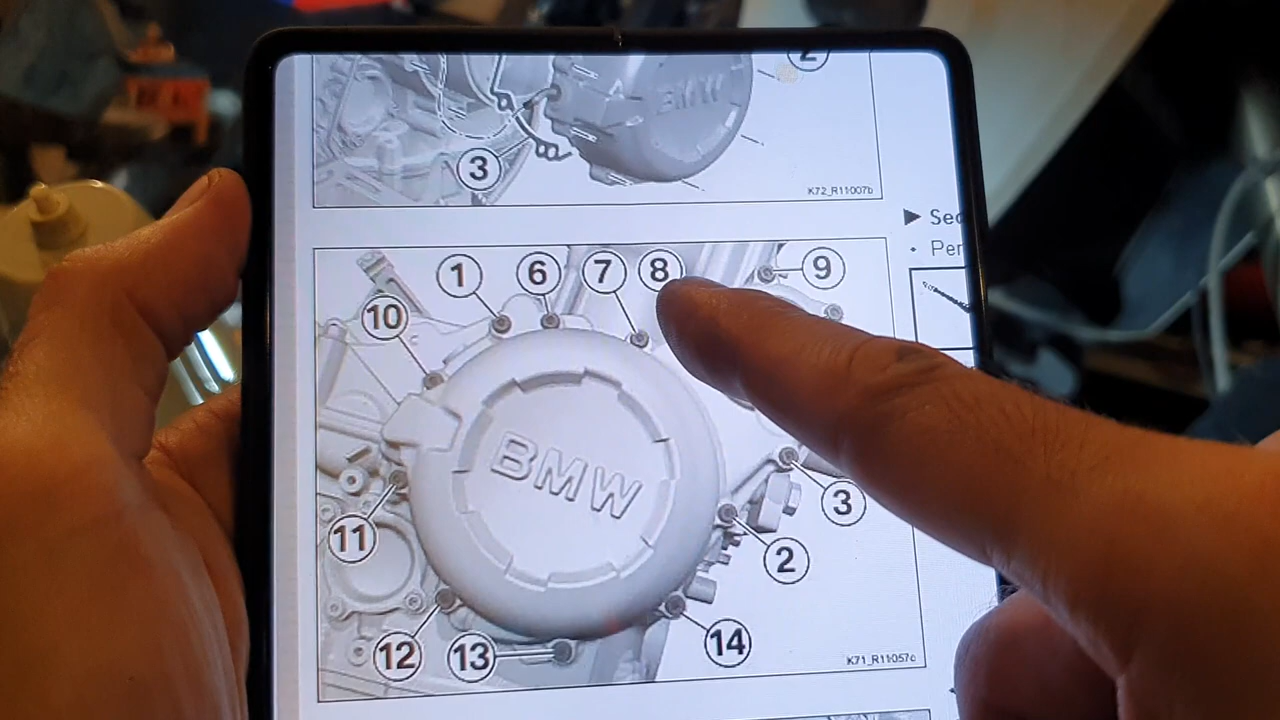 2
BMW
3
K72_R11007b
Sec
• Per
1 6 7 8 9
10
BMW
11
3
2
12 13 14
K71_R11057c